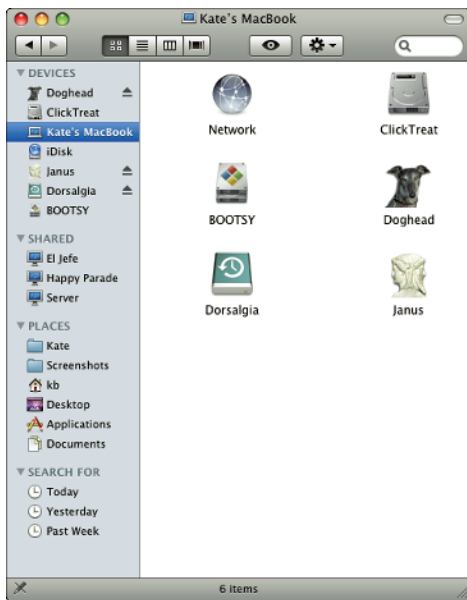 Kate's MacBook
DEVICES
Doghead
ClickTreat
Kate's MacBook
iDisk
Janus
Dorsalgia
BOOTSY
SHARED
El Jefe
Happy Parade
Server
PLACES
Kate
Screenshots
kb
Desktop
Applications
Documents
SEARCH FOR
Today
Yesterday
Past Week
Network
ClickTreat
BOOTSY
Doghead
Dorsalgia
Janus
6 items